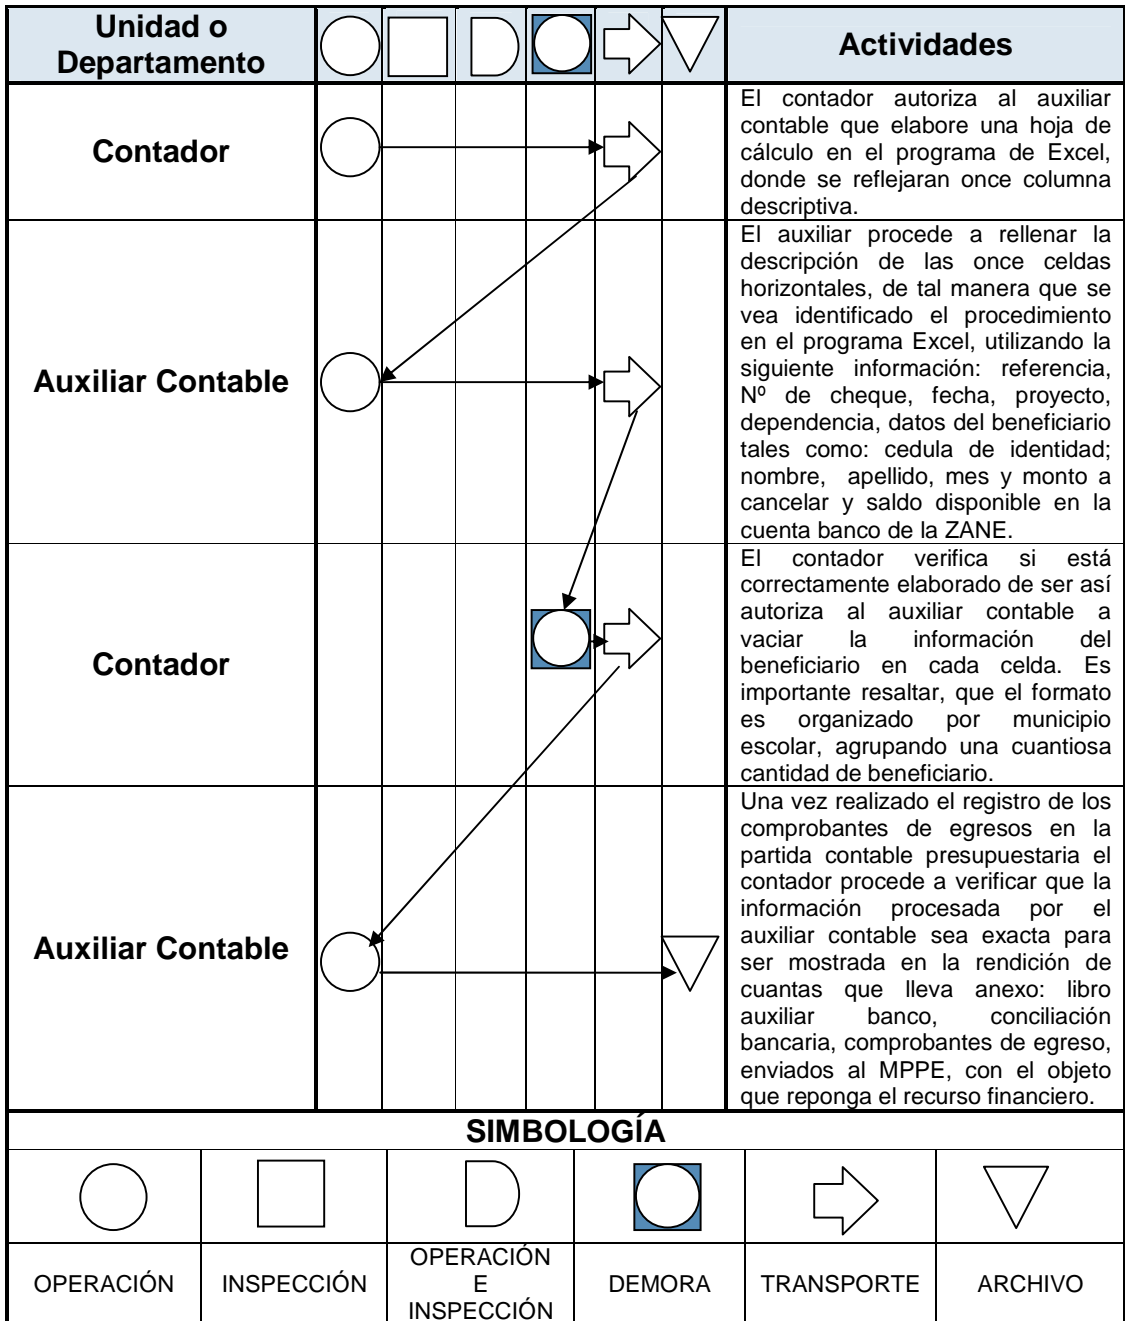 Unidad o
Departamento
Actividades
Contador
El contador autoriza al auxiliar
contable que elabore una hoja de
cálculo en el programa de Excel,
donde se reflejaran once columna
descriptiva.
Auxiliar Contable
El auxiliar procede a rellenar la
descripción de las once celdas
horizontales, de tal manera que se
vea identificado el procedimiento
en el programa Excel, utilizando la
siguiente información: referencia,
Nº de cheque, fecha, proyecto,
dependencia, datos del beneficiario
tales como: cedula de identidad;
nombre, apellido, mes y monto a
cancelar y saldo disponible en la
cuenta banco de la ZANE.
Contador
El contador verifica si está
correctamente elaborado de ser así
autoriza al auxiliar contable a
vaciar la información del
beneficiario en cada celda. Es
importante resaltar, que el formato
es organizado por municipio
escolar, agrupando una cuantiosa
cantidad de beneficiario.
Auxiliar Contable
Una vez realizado el registro de los
comprobantes de egresos en la
partida contable presupuestaria el
contador procede a verificar que la
información procesada por el
auxiliar contable sea exacta para
ser mostrada en la rendición de
cuantas que lleva anexo: libro
auxiliar banco, conciliación
bancaria, comprobantes de egreso,
enviados al MPPE, con el objeto
que reponga el recurso financiero.
SIMBOLOGÍA
OPERACIÓN
INSPECCIÓN
OPERACIÓN
E
INSPECCIÓN
DEMORA
TRANSPORTE
ARCHIVO